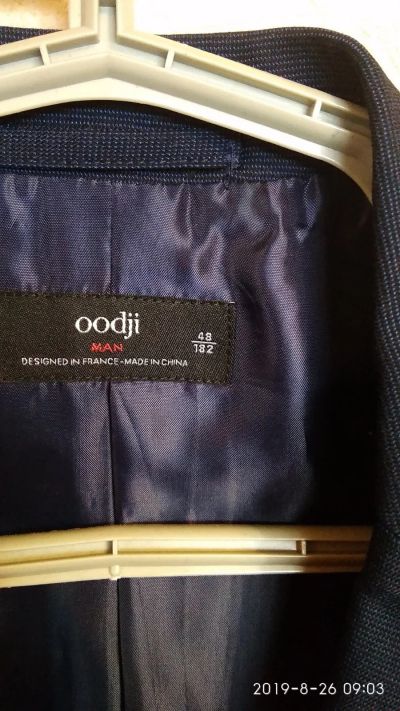 oodji
MAN
48
182
DESIGNED IN FRANCE-MADE IN CHINA
2019-8-26 09:03